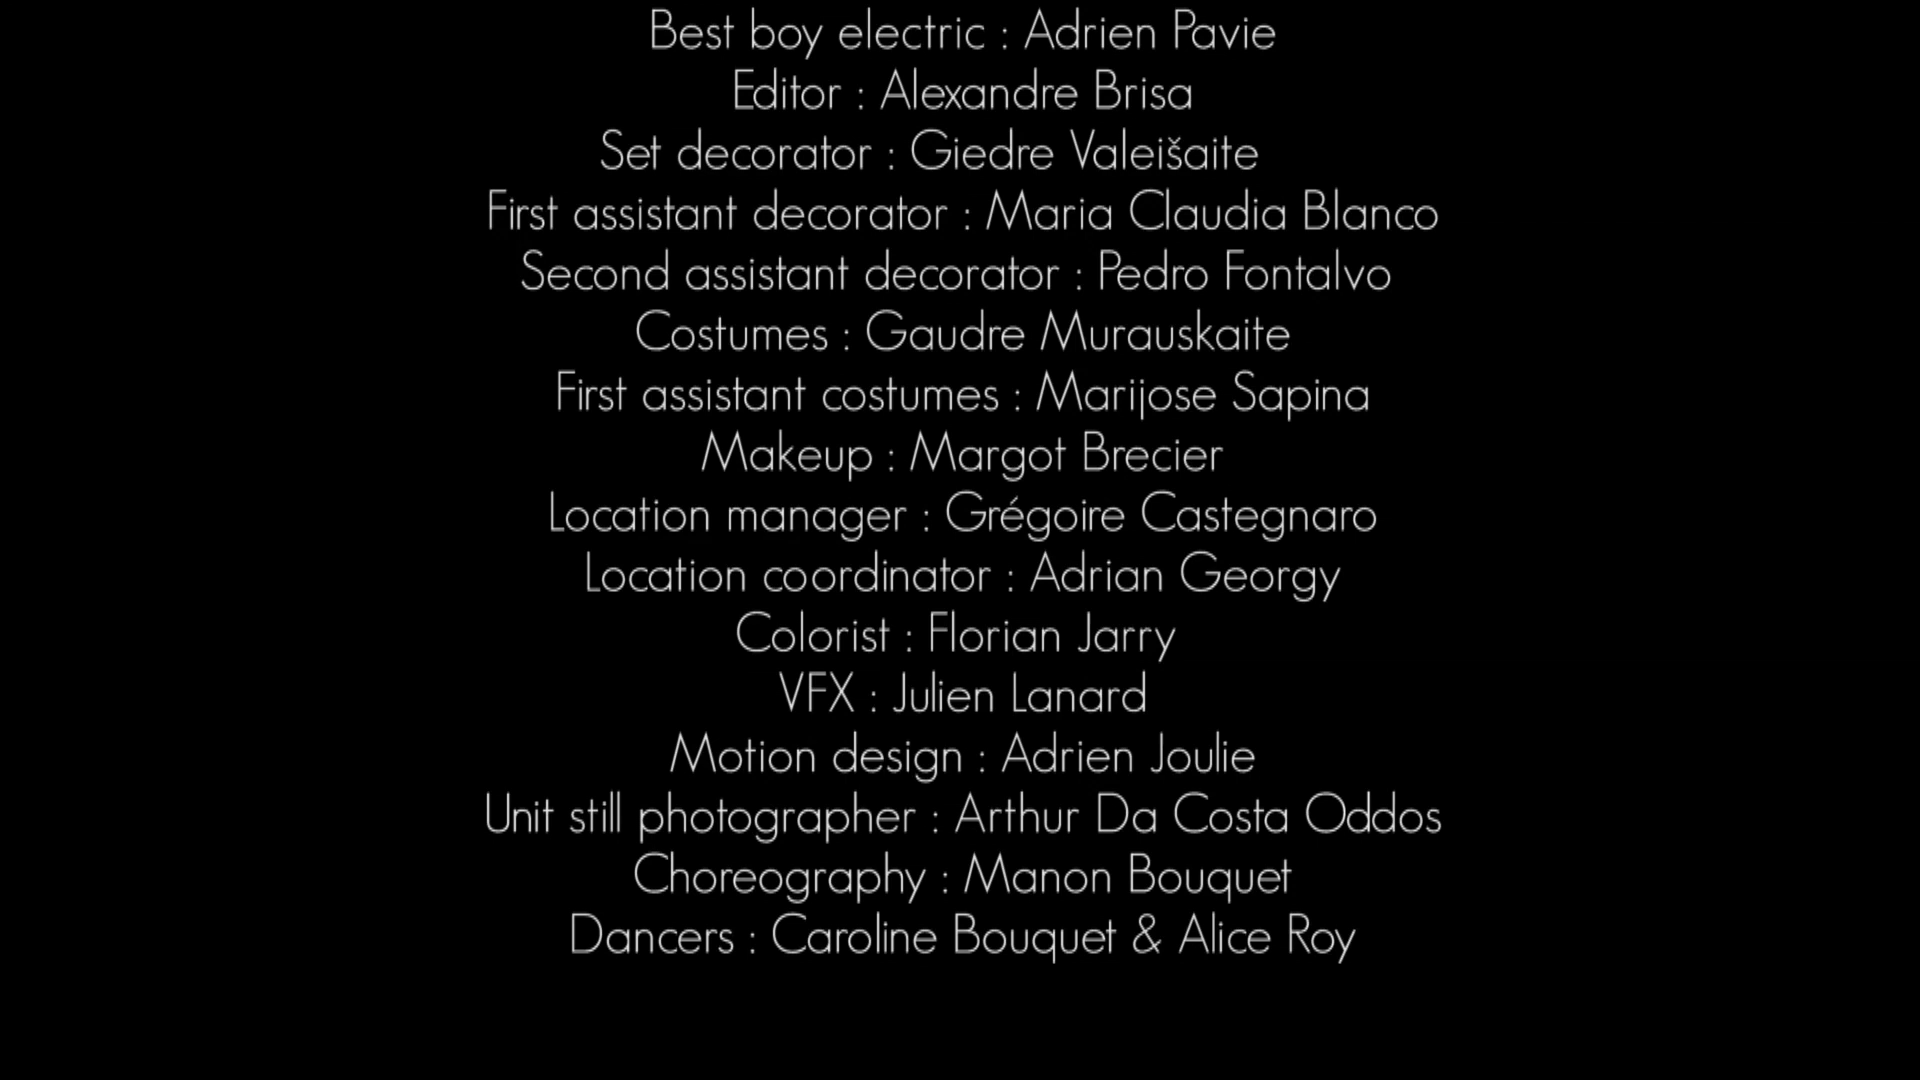 Best boy electric : Adrien Pavie
Editor : Alexandre Brisa
Set decorator : Giedre Valeišaite
First assistant decorator : Maria Claudia Blanco
Second assistant decorator : Pedro Fontalvo
Costumes : Gaudre Murauskaite
First assistant costumes : Marijose Sapina
Makeup : Margot Brecier
Location manager : Grégoire Castegnaro
Location coordinator : Adrian Georgy
Colorist : Florian Jarry
VFX : Julien Lanard
Motion design : Adrien Joulie
Unit still photographer : Arthur Da Costa Oddos
Choreography : Manon Bouquet
Dancers : Caroline Bouquet & Alice Roy